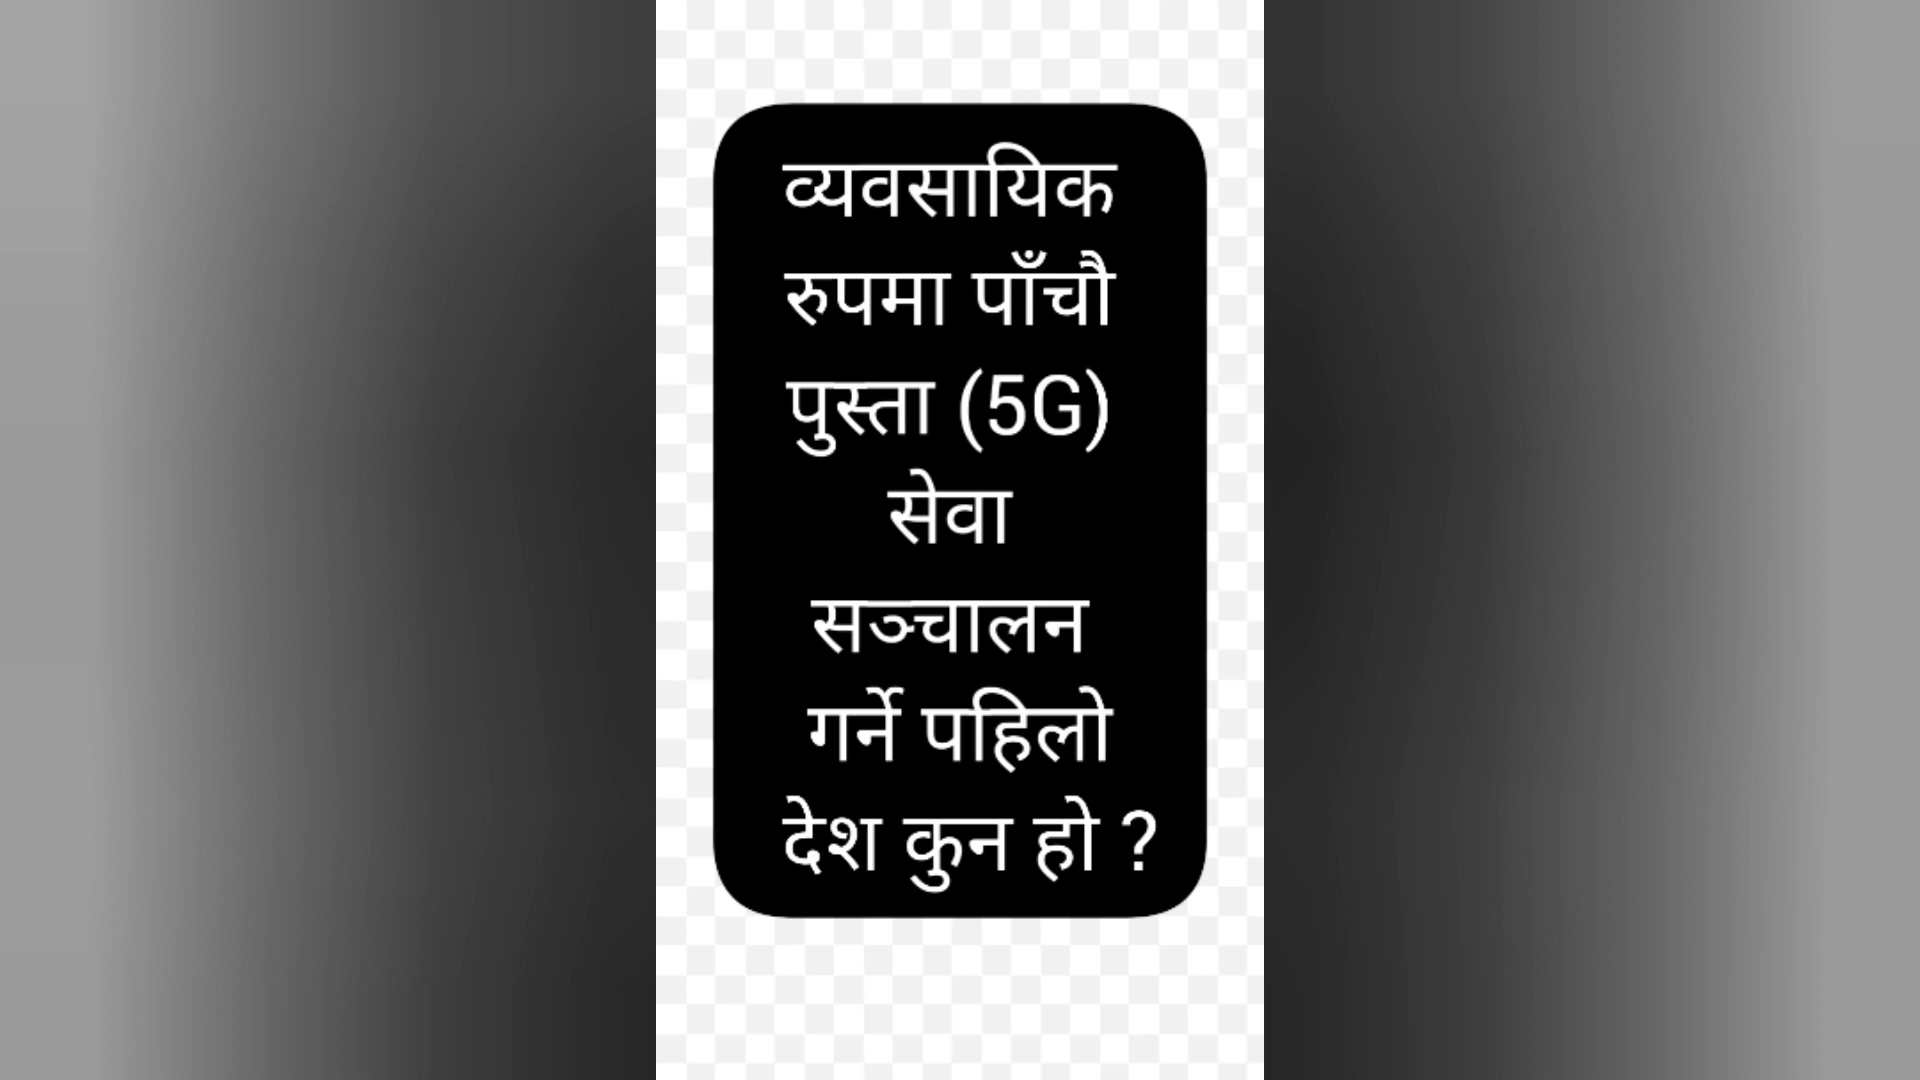 व्यवसायिक
रुपमा पाँचौ
पुस्ता (5G)
सेवा
सञ्चालन
गर्ने पहिलो
देश कुन हो ?